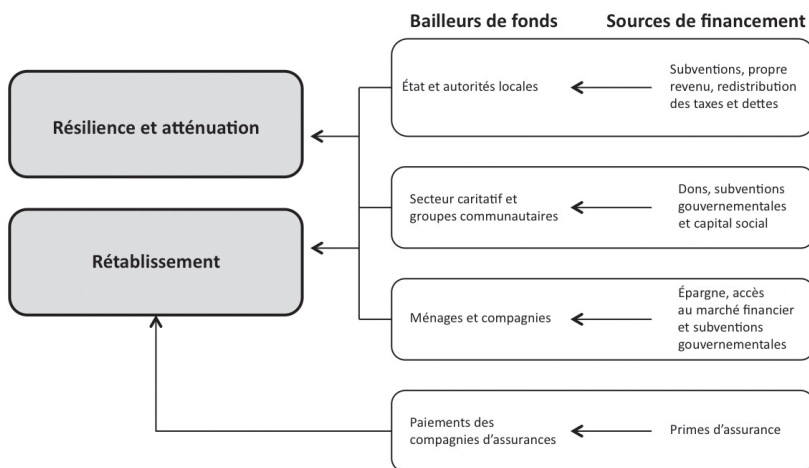 Bailleurs de fonds
Sources de financement
Résilience et atténuation
Rétablissement
État et autorités locales
Subventions, propre
revenu, redistribution
des taxes et dettes
Secteur caritatif et
groupes communautaires
Dons, subventions
gouvernementales
et capital social
Ménages et compagnies
Épargne, accès
au marché financier
et subventions
gouvernementales
Paiements des
compagnies d’assurances
Primes d’assurance